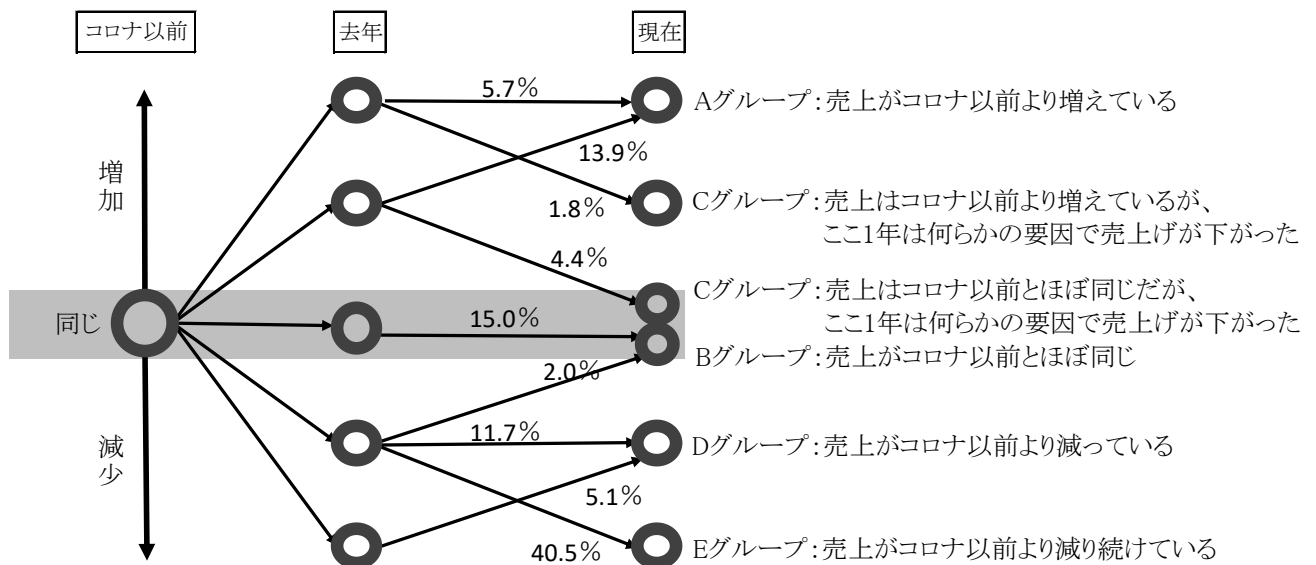 コロナ以前
去年
現在
5.7%
Aグループ：売上がコロナ以前より増えている
増加
13.9%
1.8%
Cグループ：売上はコロナ以前より増えているが、
ここ1年は何らかの要因で売上げが下がった
4.4%
Cグループ：売上はコロナ以前とほぼ同じだが、
ここ1年は何らかの要因で売上げが下がった
同じ
15.0%
Bグループ：売上がコロナ以前とほぼ同じ
2.0%
減少
11.7%
Dグループ：売上がコロナ以前より減っている
5.1%
40.5%
Eグループ：売上がコロナ以前より減り続けている